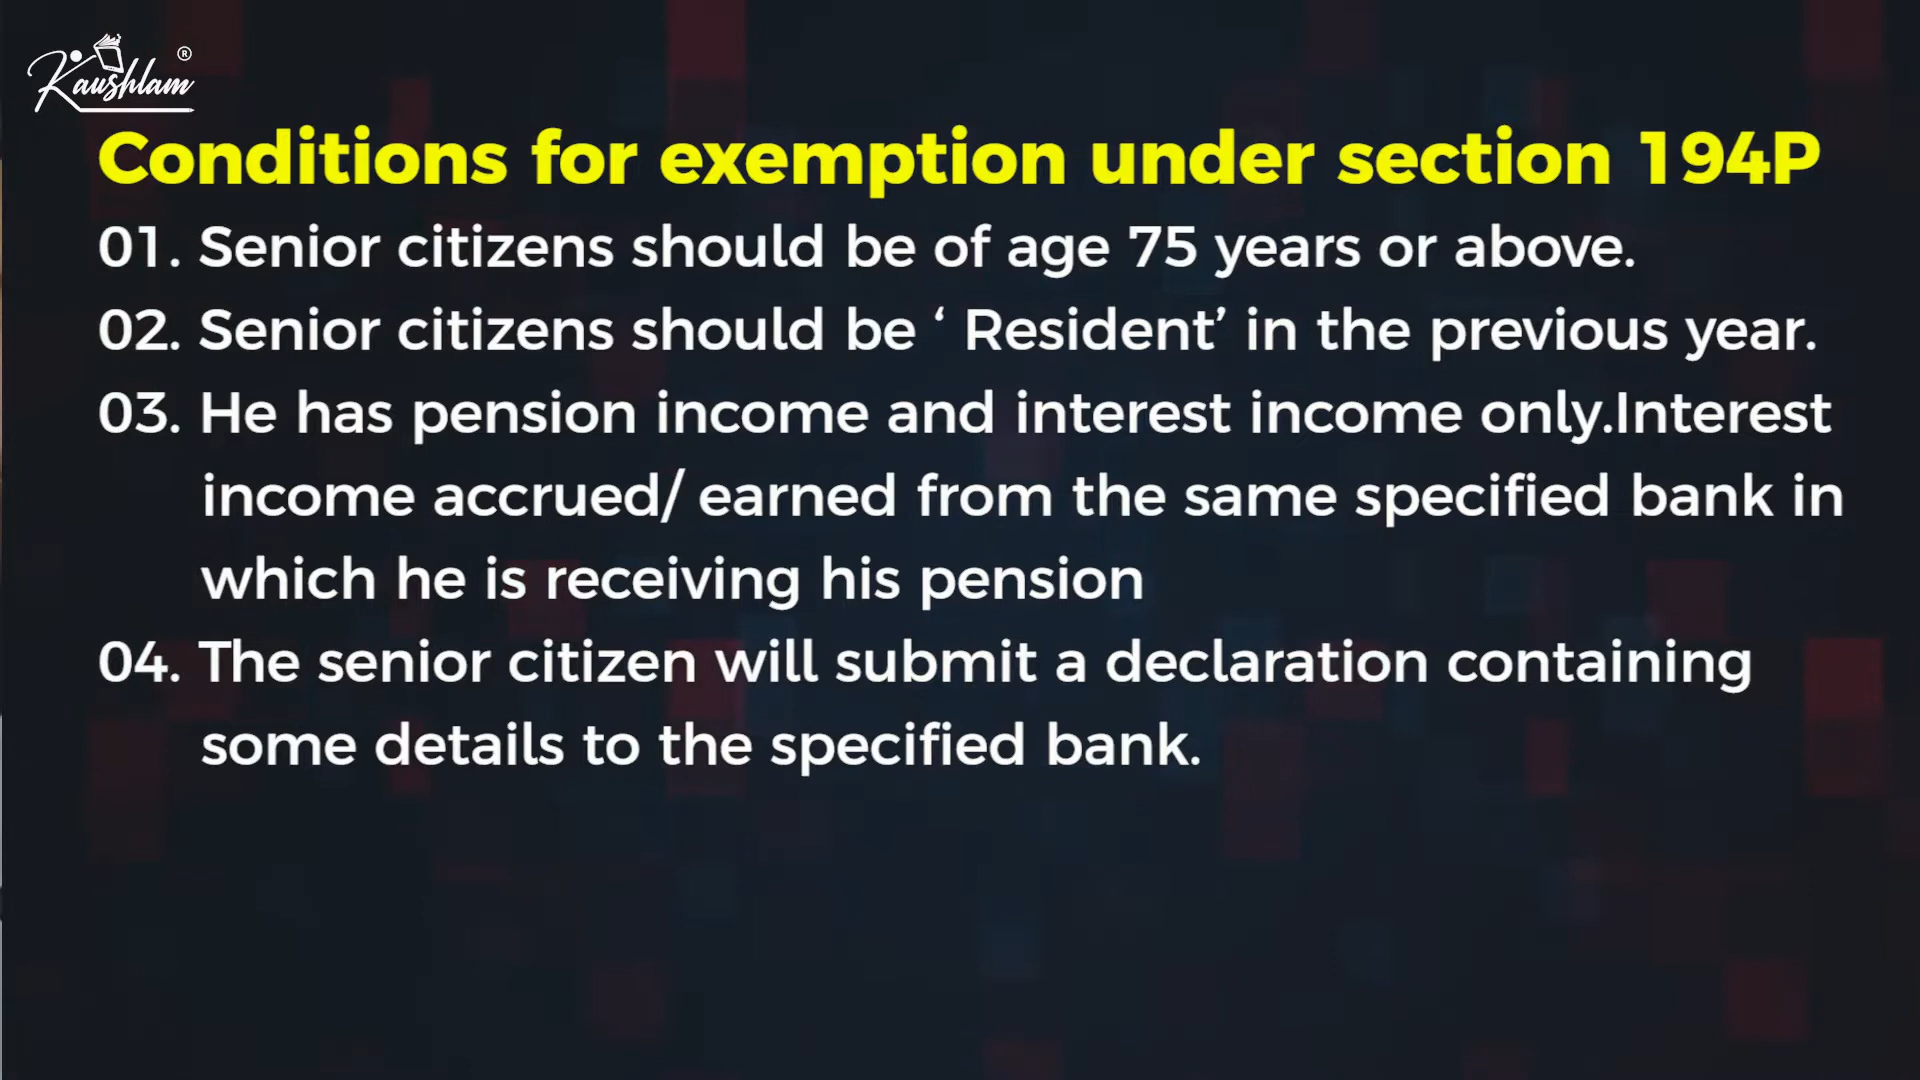 Kaushlam ®
Conditions for exemption under section 194P
01. Senior citizens should be of age 75 years or above.
02. Senior citizens should be ‘ Resident’ in the previous year.
03. He has pension income and interest income only.Interest
income accrued/ earned from the same specified bank in
which he is receiving his pension
04. The senior citizen will submit a declaration containing
some details to the specified bank.